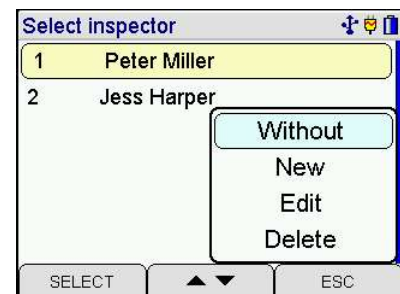 Select inspector
1 Peter Miller
2 Jess Harper
Without
New
Edit
Delete
SELECT ▲ ▼ ESC